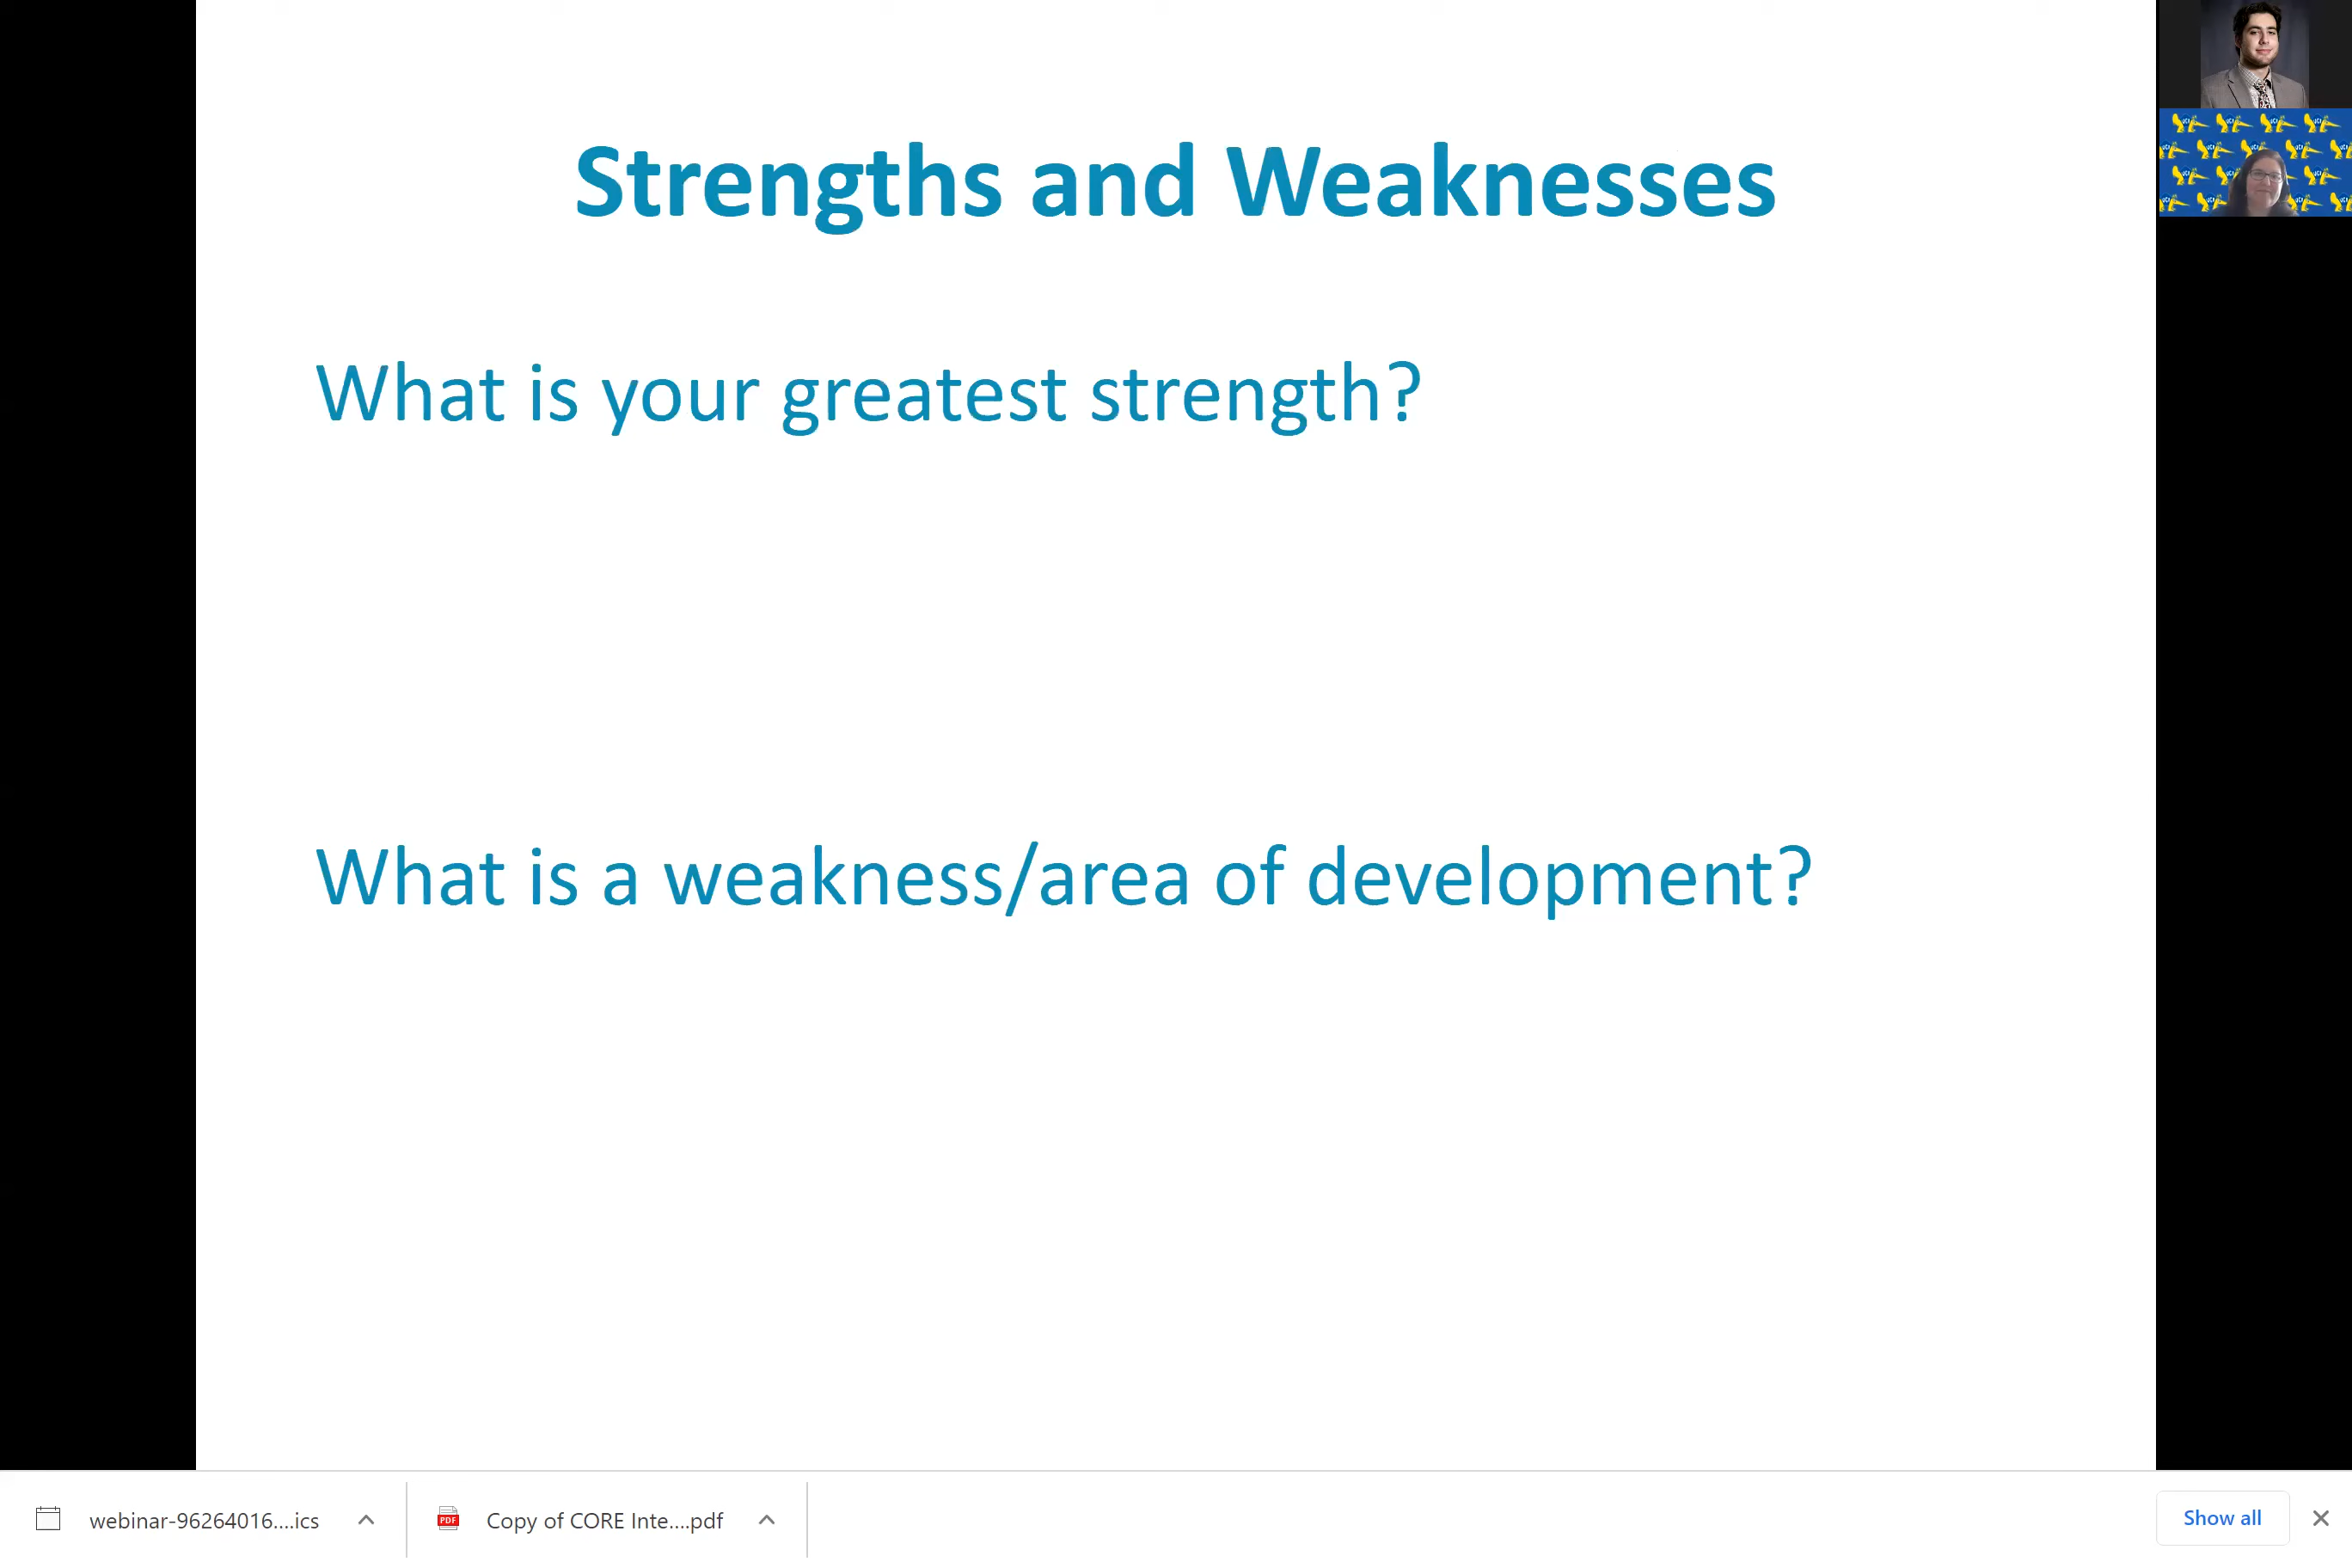 Strengths and Weaknesses
What is your greatest strength?
What is a weakness/area of development?
webinar-96264016....ics
PDF
Copy of CORE Inte....pdf
Show all